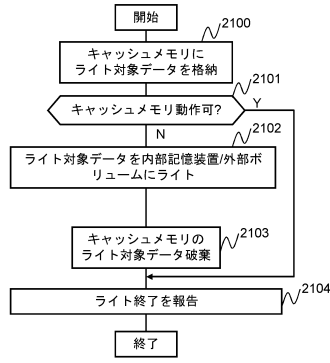 開始
2100
キャッシュメモリに
ライト対象データを格納
2101
キャッシュメモリ動作可?
Y
N
2102
ライト対象データを内部記憶装置/外部ボ
リュームにライト
2103
キャッシュメモリの
ライト対象データ破棄
2104
ライト終了を報告
終了